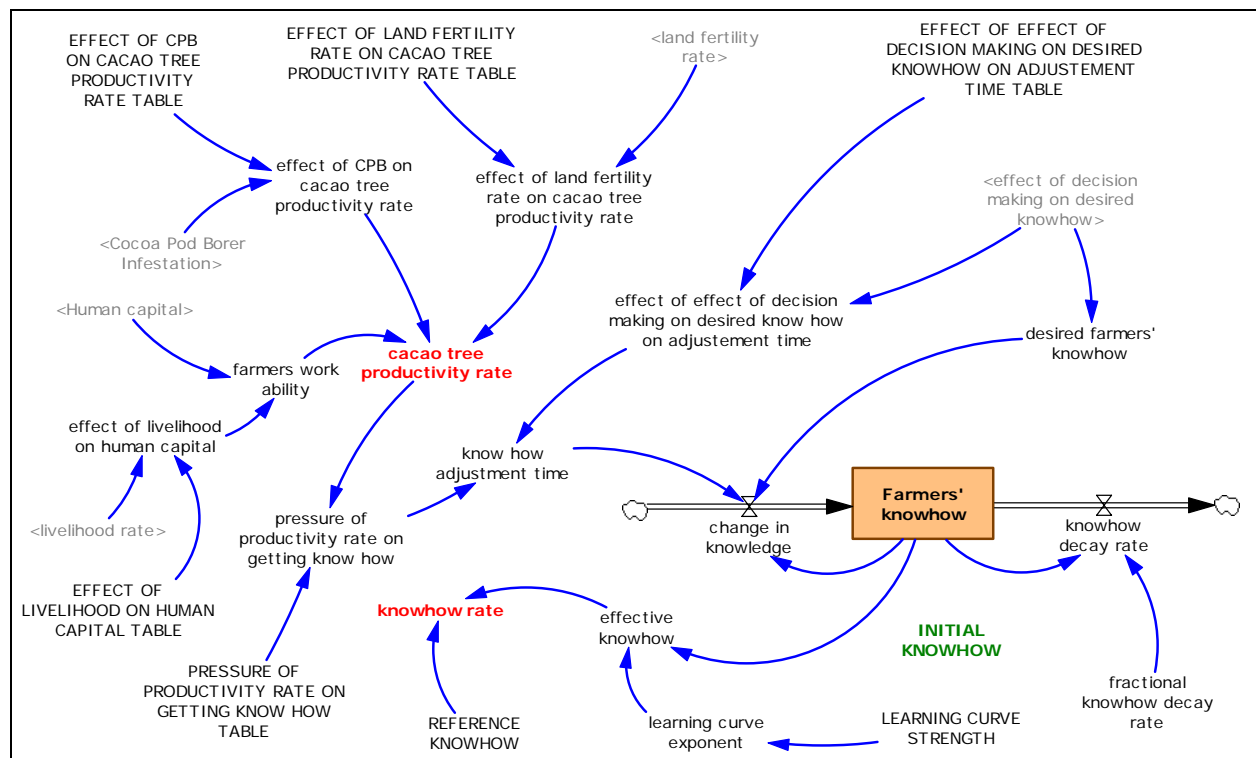 EFFECT OF CPB
ON CACAO TREE
PRODUCTIVITY
RATE TABLE
EFFECT OF LAND FERTILITY
RATE ON CACAO TREE
PRODUCTIVITY RATE TABLE
<land fertility
rate>
EFFECT OF EFFECT OF
DECISION MAKING ON DESIRED
KNOWHOW ON ADJUSTEMENT
TIME TABLE
effect of CPB on
cacao tree
productivity rate
effect of land fertility
rate on cacao tree
productivity rate
<effect of decision
making on desired
knowhow>
<Cocoa Pod Borer
Infestation>
<Human capital>
effect of effect of decision
making on desired know how
on adjustement time
desired farmers'
knowhow
cacao tree
productivity rate
farmers work
ability
effect of livelihood
on human capital
know how
adjustment time
Farmers'
knowhow
<livelihood rate>
pressure of
productivity rate on
getting know how
change in
knowledge
knowhow
decay rate
EFFECT OF
LIVELIHOOD ON HUMAN
CAPITAL TABLE
knowhow rate
effective
knowhow
INITIAL
KNOWHOW
PRESSURE OF
PRODUCTIVITY RATE ON
GETTING KNOW HOW
TABLE
REFERENCE
KNOWHOW
learning curve
exponent
LEARNING CURVE
STRENGTH
fractional
knowhow decay
rate